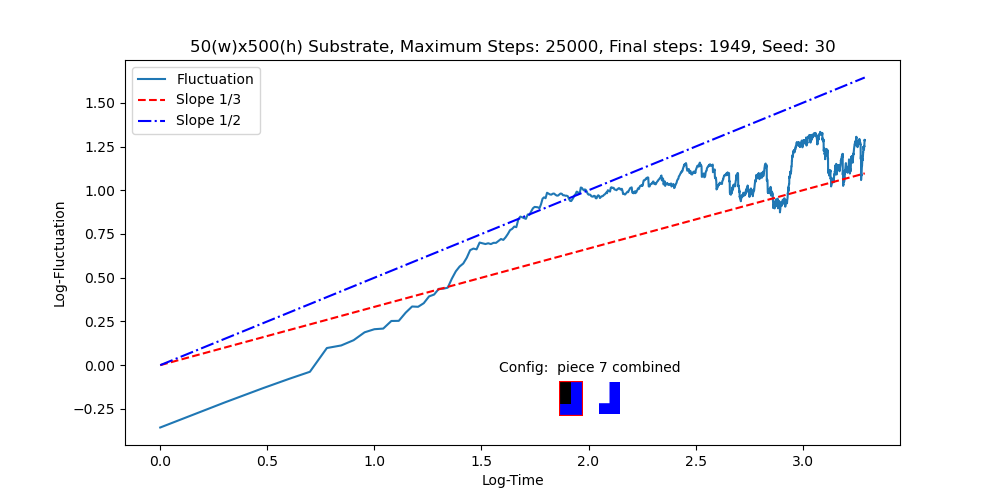 50(w)x500(h) Substrate, Maximum Steps: 25000, Final steps: 1949, Seed: 30
Fluctuation
Slope 1/3
Slope 1/2
1.50
1.25
1.00
0.75
0.50
0.25
0.00
−0.25
Log-Fluctuation
Config:  piece 7 combined
0.0 0.5 1.0 1.5 2.0 2.5 3.0
Log-Time